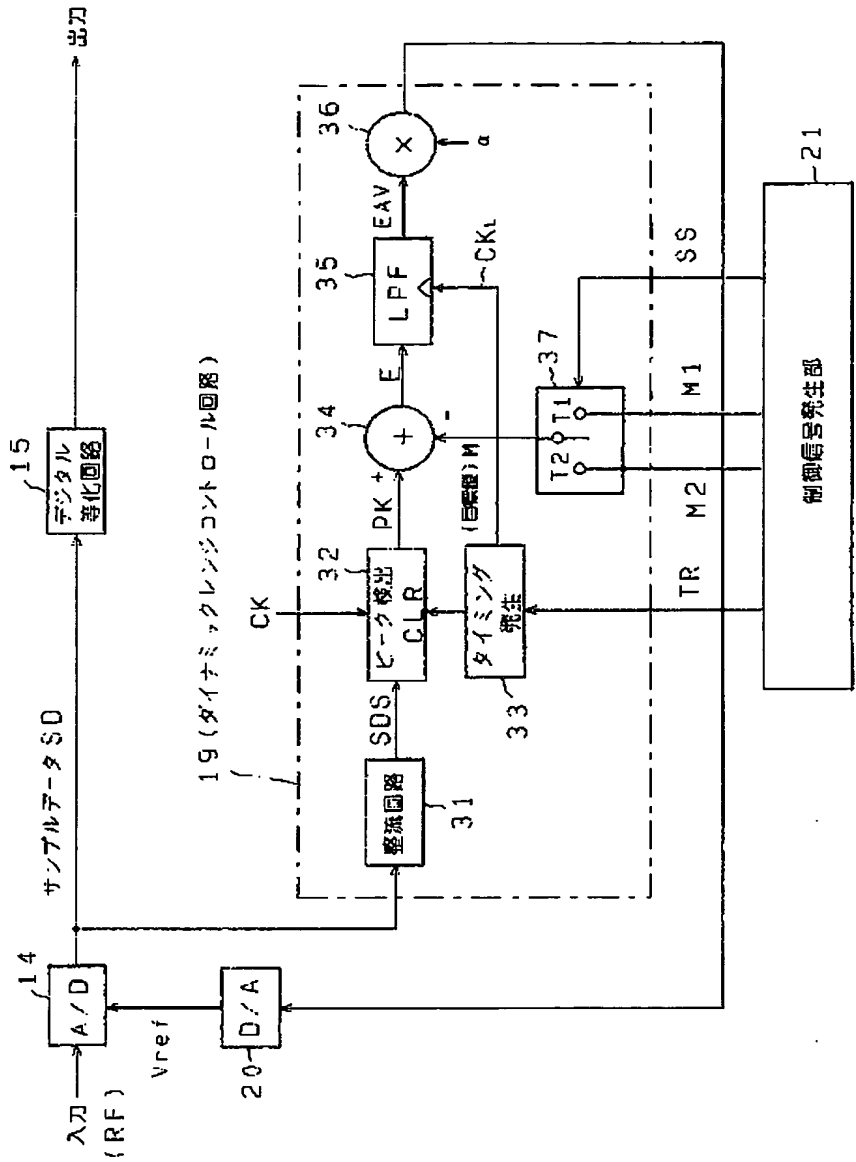 入力
(RF)
14
A/D
サンプルデータSD
15
デジタル
等化回路
出力
Vref
20
D/A
19(ダイナミックレンジコントロール回路)
整流回路
31
SDS
CK
32
ピーク検出
CLR
PK
+
34
+
-
E
35
LPF
EAV
36
×
α
CKL
タイミング
発生
33
(目標値)M
37
T2
T1
TR
M2
M1
SS
制御信号発生部
21